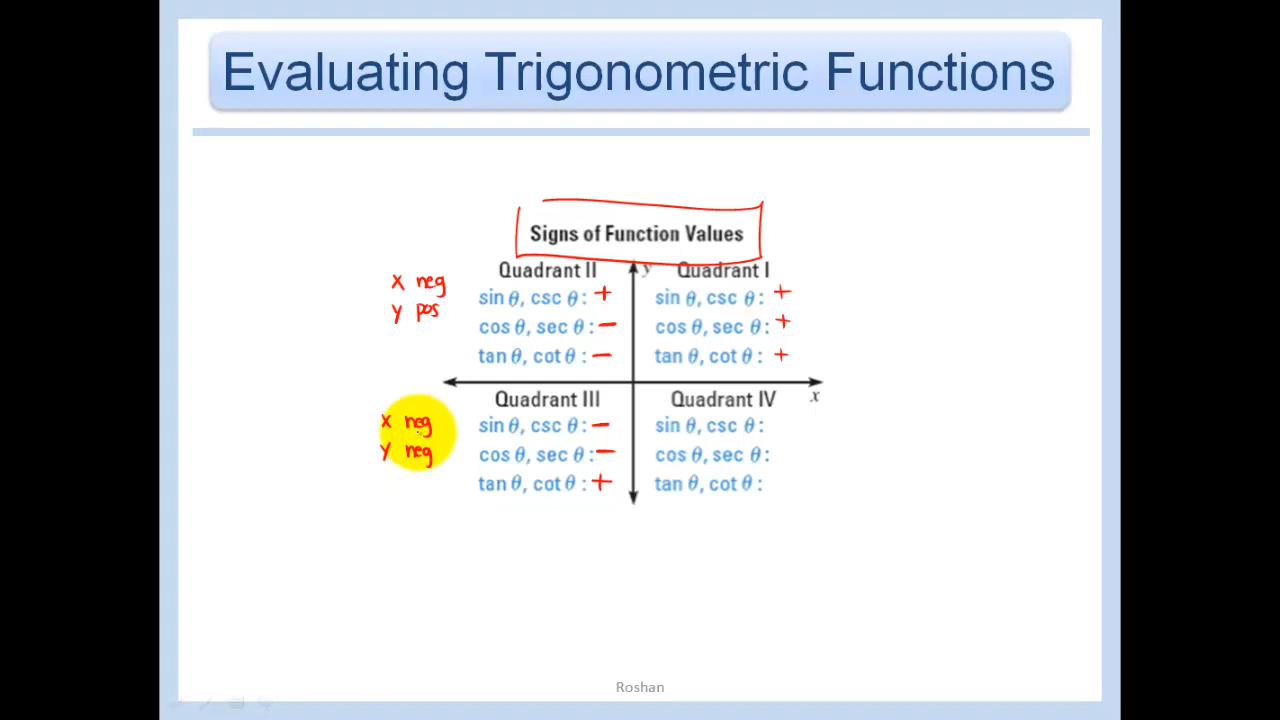 Evaluating Trigonometric Functions
Signs of Function Values
y
Quadrant II
sin θ, csc θ: +
cos θ, sec θ: −
tan θ, cot θ: −
x neg
y pos
Quadrant I
sin θ, csc θ: +
cos θ, sec θ: +
tan θ, cot θ: +
x
Quadrant III
sin θ, csc θ: −
cos θ, sec θ: −
tan θ, cot θ: +
x neg
y neg
Quadrant IV
sin θ, csc θ:
cos θ, sec θ:
tan θ, cot θ:
Roshan